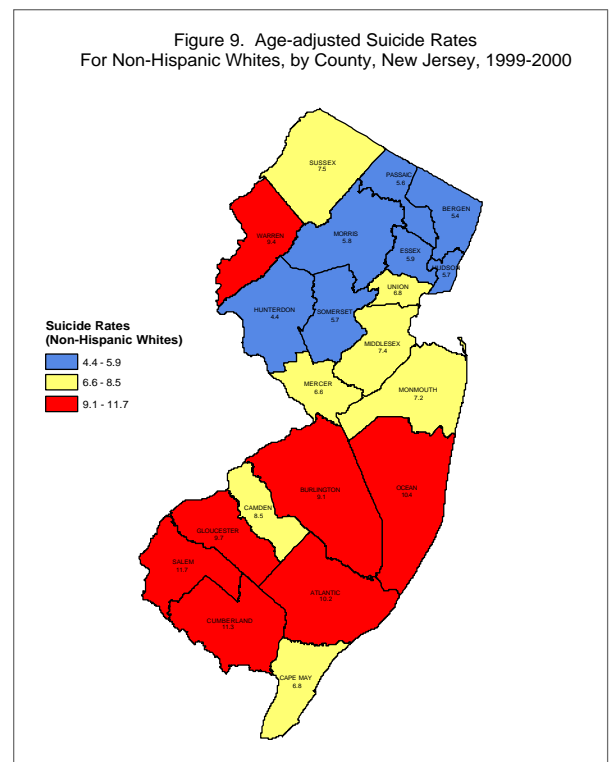 Figure 9. Age-adjusted Suicide Rates
For Non-Hispanic Whites, by County, New Jersey, 1999-2000
SUSSEX
7.5
PASSAIC
5.6
BERGEN
5.4
WARREN
9.4
MORRIS
5.8
ESSEX
5.9
HUDSON
5.7
UNION
6.8
HUNTERDON
4.4
SOMERSET
5.7
MIDDLESEX
7.4
MERCER
6.6
MONMOUTH
7.2
Suicide Rates
(Non-Hispanic Whites)
4.4 - 5.9
6.6 - 8.5
9.1 - 11.7
BURLINGTON
9.1
OCEAN
CAMDEN
8.5
GLOUCESTER
9.7
SALEM
11.7
ATLANTIC
CUMBERLAND
CAPE MAY
6.8